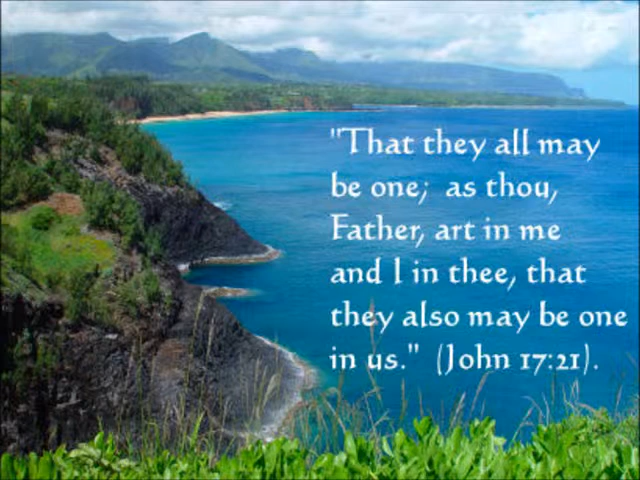 "That they all may
be one;  as thou,
Father, art in me
and I in thee, that
they also may be one
in us."  (John 17:21).